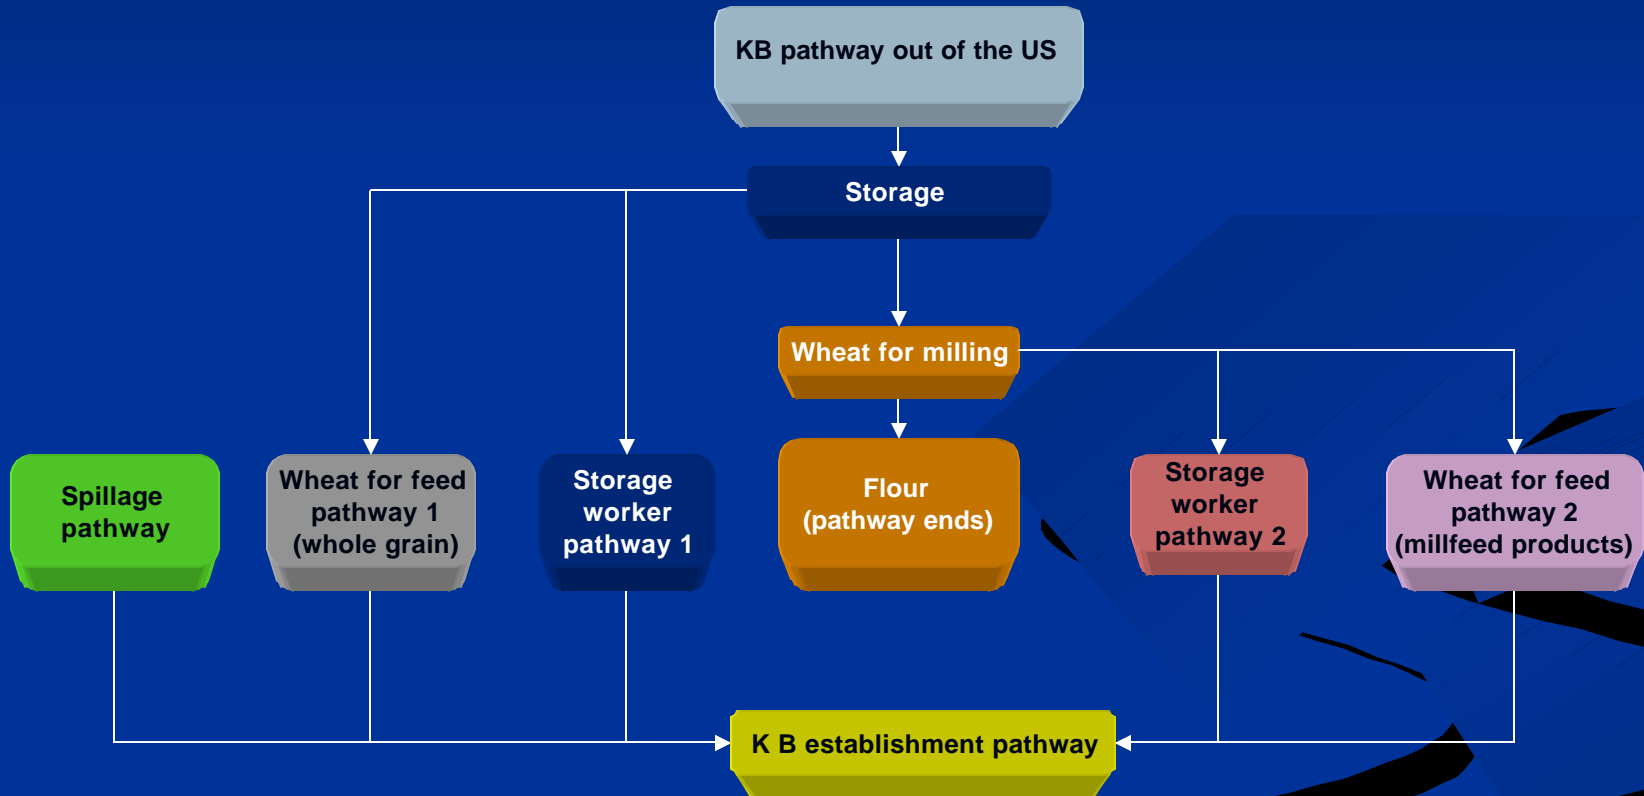 KB pathway out of the US
Storage
Wheat for milling
Spillage
pathway
Wheat for feed
pathway 1
(whole grain)
Storage
worker
pathway 1
Flour
(pathway ends)
Storage
worker
pathway 2
Wheat for feed
pathway 2
(millfeed products)
K B establishment pathway